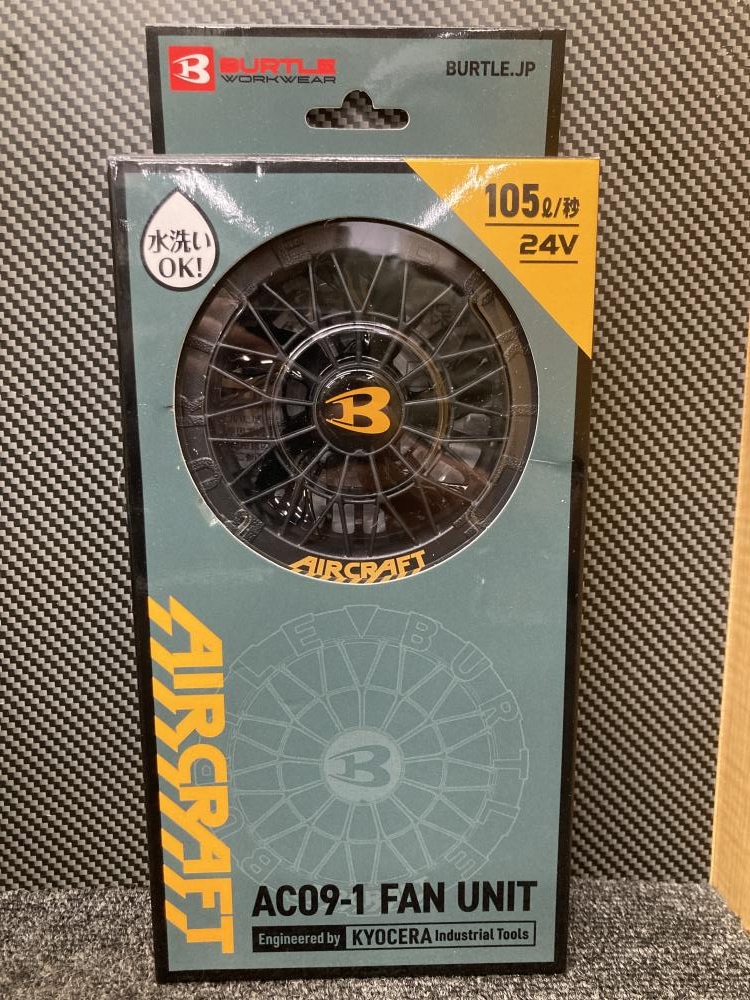 B BURTLE
WORKWEAR
BURTLE.JP
水洗い
OK!
105ℓ/秒
24V
B
AIRCRAFT
AIRCRAFT
BURTLE
B
AC09-1 FAN UNIT
Engineered by KYOCERA Industrial Tools